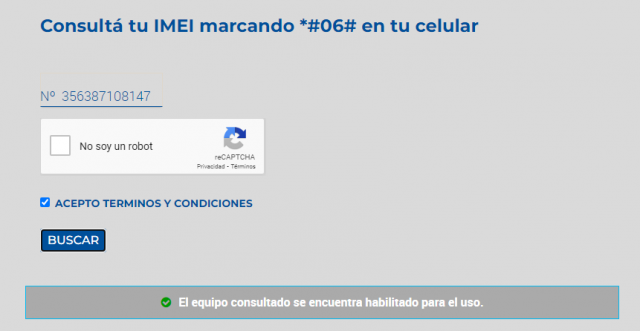 Consultá tu IMEI marcando *#06# en tu celular
Nº 356387108147
No soy un robot
reCAPTCHA
Privacidad - Términos
ACEPTO TERMINOS Y CONDICIONES
BUSCAR
El equipo consultado se encuentra habilitado para el uso.